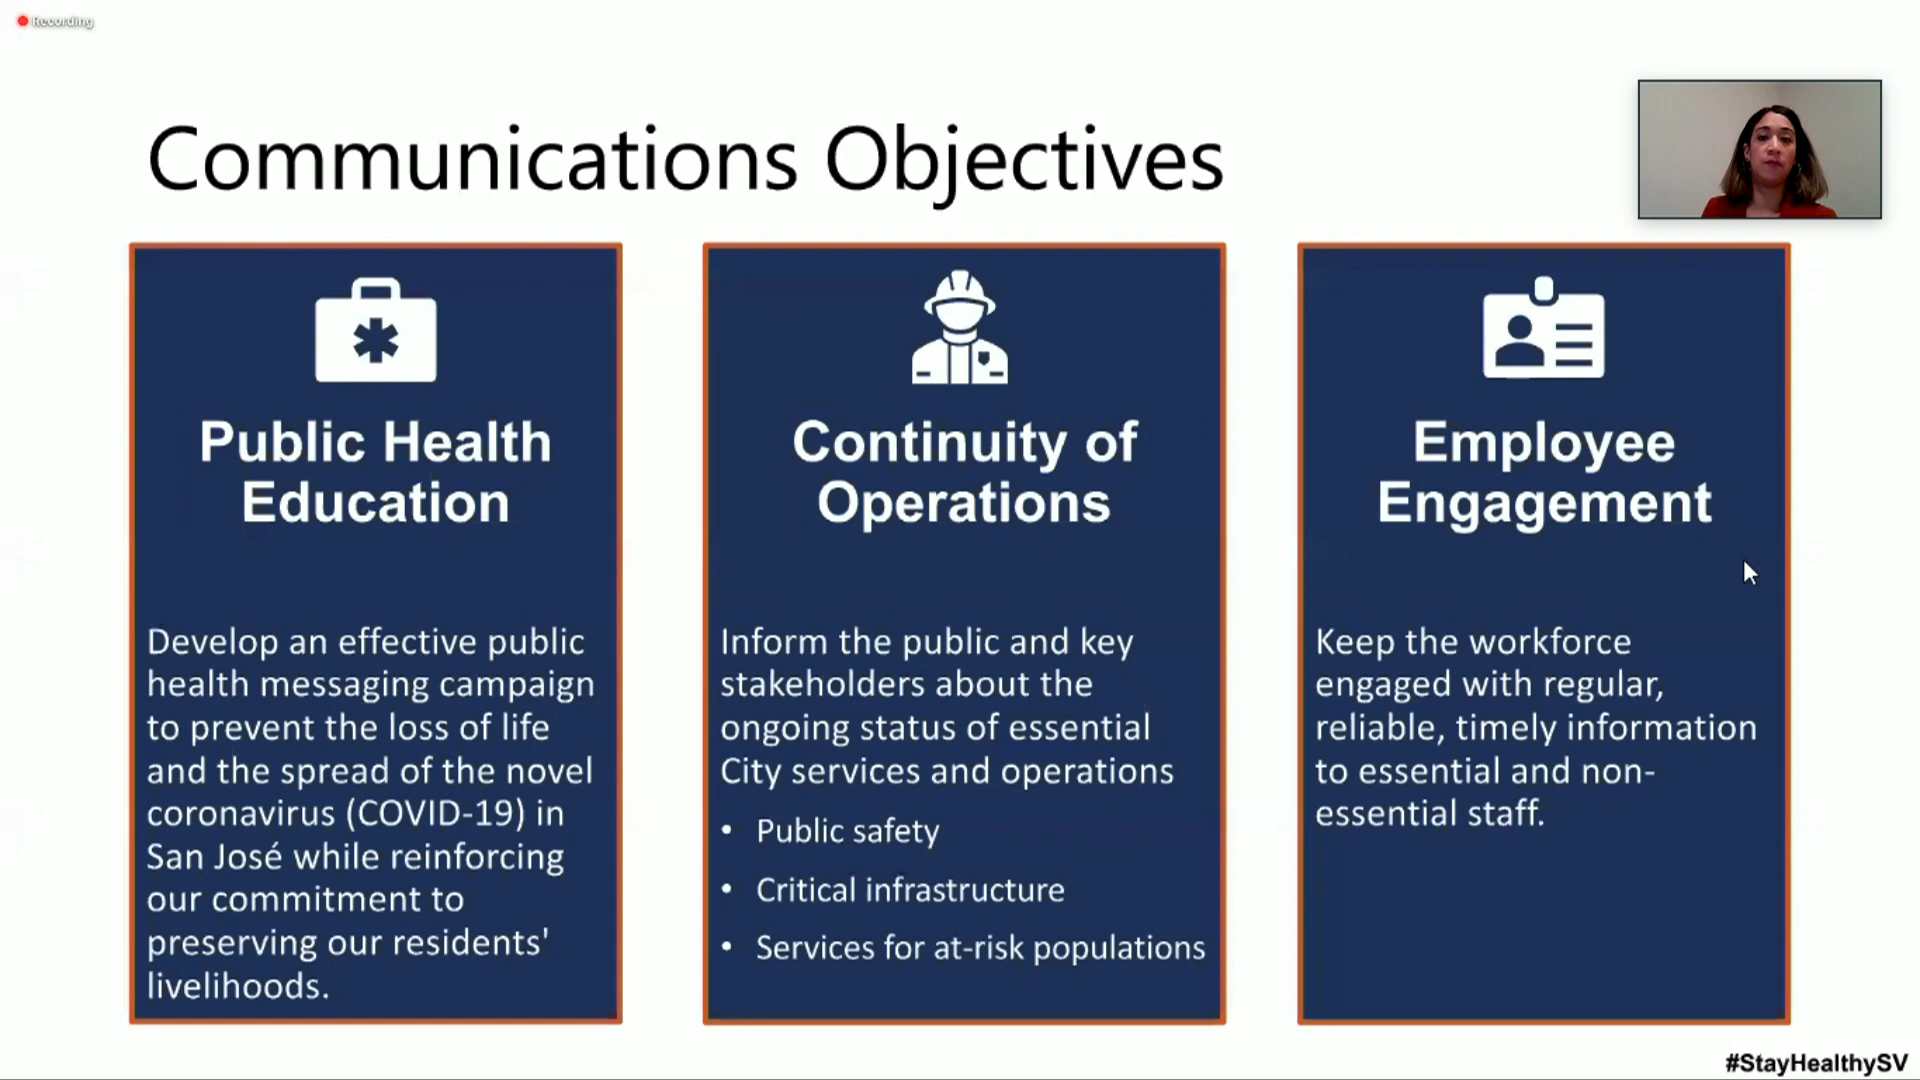 Recording
Communications Objectives
Public Health
Education
Develop an effective public
health messaging campaign
to prevent the loss of life
and the spread of the novel
coronavirus (COVID-19) in
San José while reinforcing
our commitment to
preserving our residents'
livelihoods.
Continuity of
Operations
Inform the public and key
stakeholders about the
ongoing status of essential
City services and operations
• Public safety
• Critical infrastructure
• Services for at-risk populations
Employee
Engagement
Keep the workforce
engaged with regular,
reliable, timely information
to essential and non-
essential staff.
#StayHealthySV